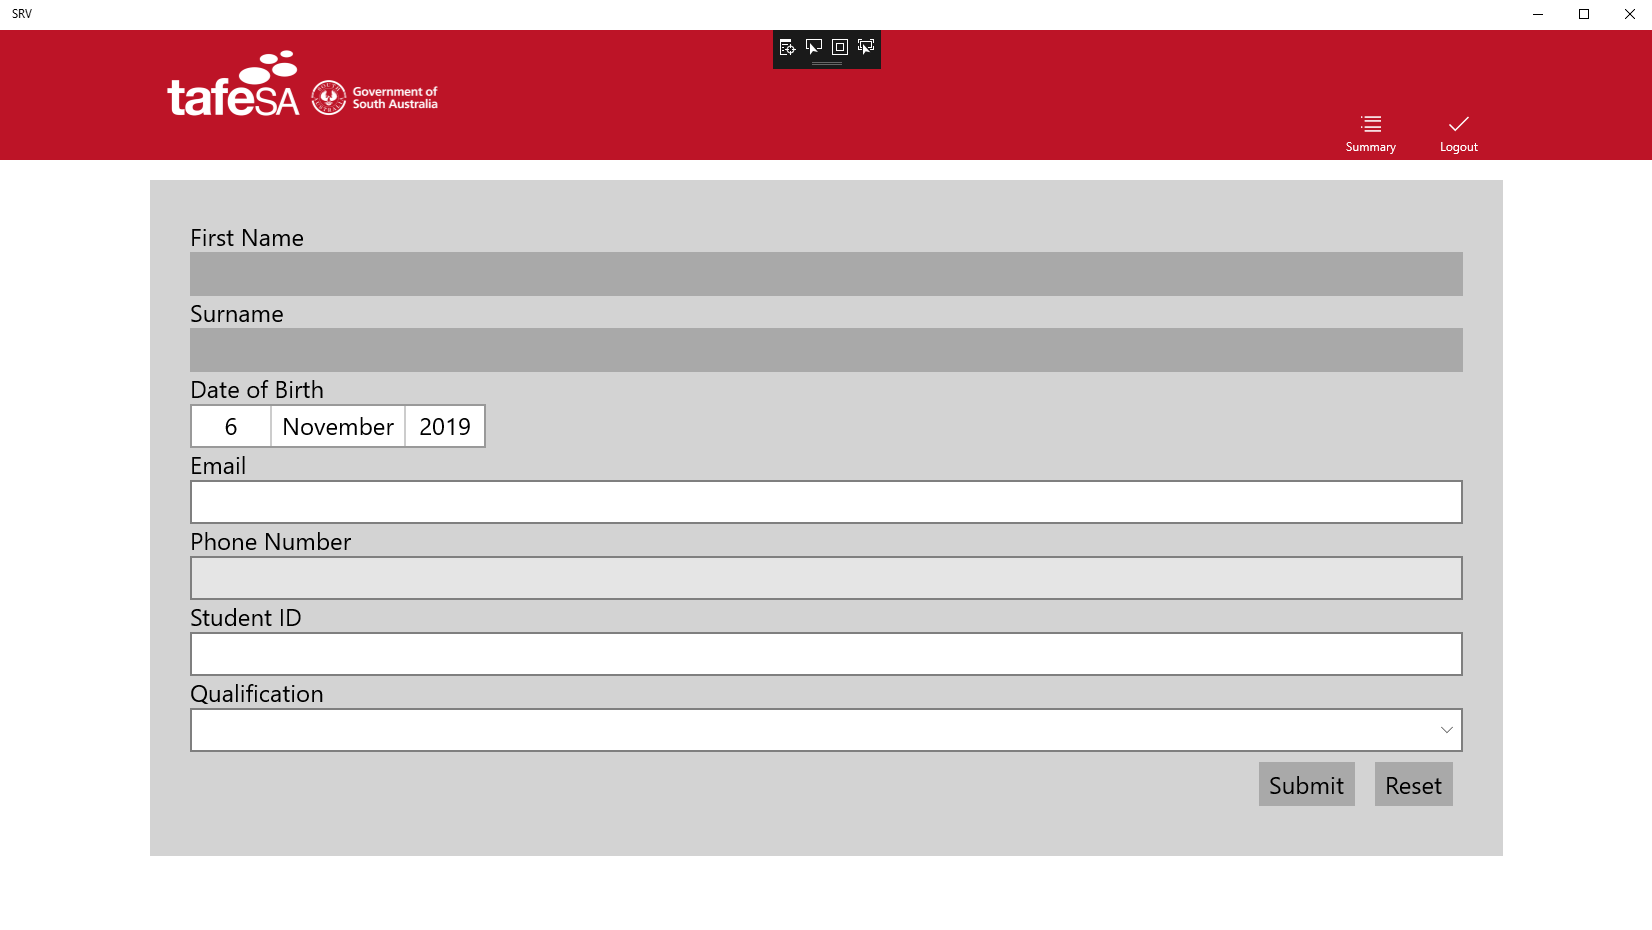 SRV
tafeSA
Government of
South Australia
Summary
Logout
First Name
Surname
Date of Birth
6 November 2019
Email
Phone Number
Student ID
Qualification
Submit
Reset